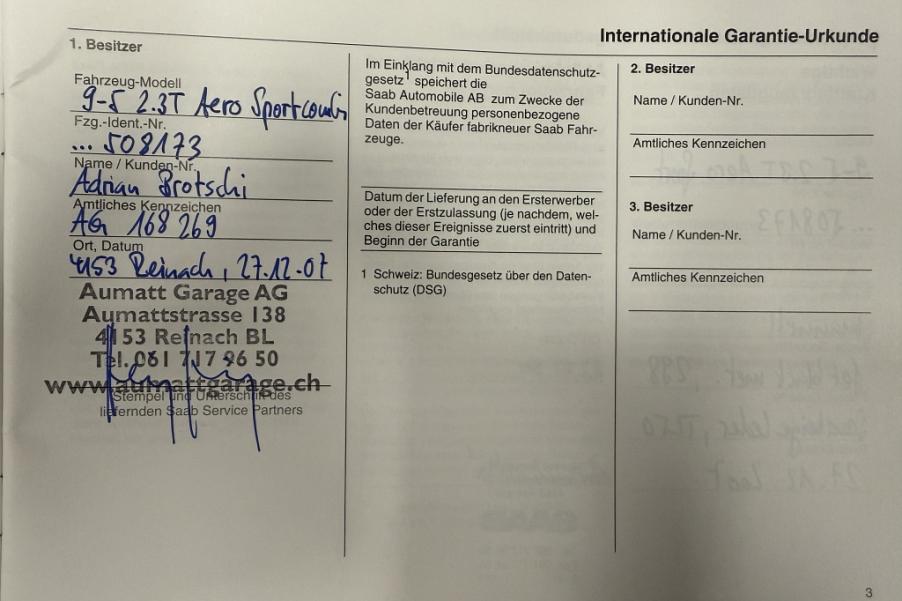 Internationale Garantie-Urkunde
1. Besitzer
Fahrzeug-Modell
9-5 2.3T Aero Sportcombi
Fzg.-Ident.-Nr.
... 508173
Name / Kunden-Nr.
Adrian Brotschi
Amtliches Kennzeichen
AG 168 269
Ort, Datum
4153 Reinach, 27.12.07
Aumatt Garage AG
Aumattstrasse 138
4153 Reinach BL
Tel. 061 717 96 50
www.aumattgarage.ch
Stempel und Unterschrift des
liefernden Saab Service Partners
Im Einklang mit dem Bundesdatenschutz-
gesetz1 speichert die
Saab Automobile AB zum Zwecke der
Kundenbetreuung personenbezogene
Daten der Käufer fabrikneuer Saab Fahr-
zeuge.
Datum der Lieferung an den Ersterwerber
oder der Erstzulassung (je nachdem, wel-
ches dieser Ereignisse zuerst eintritt) und
Beginn der Garantie
1 Schweiz: Bundesgesetz über den Daten-
schutz (DSG)
2. Besitzer
Name / Kunden-Nr.
Amtliches Kennzeichen
3. Besitzer
Name / Kunden-Nr.
Amtliches Kennzeichen
3